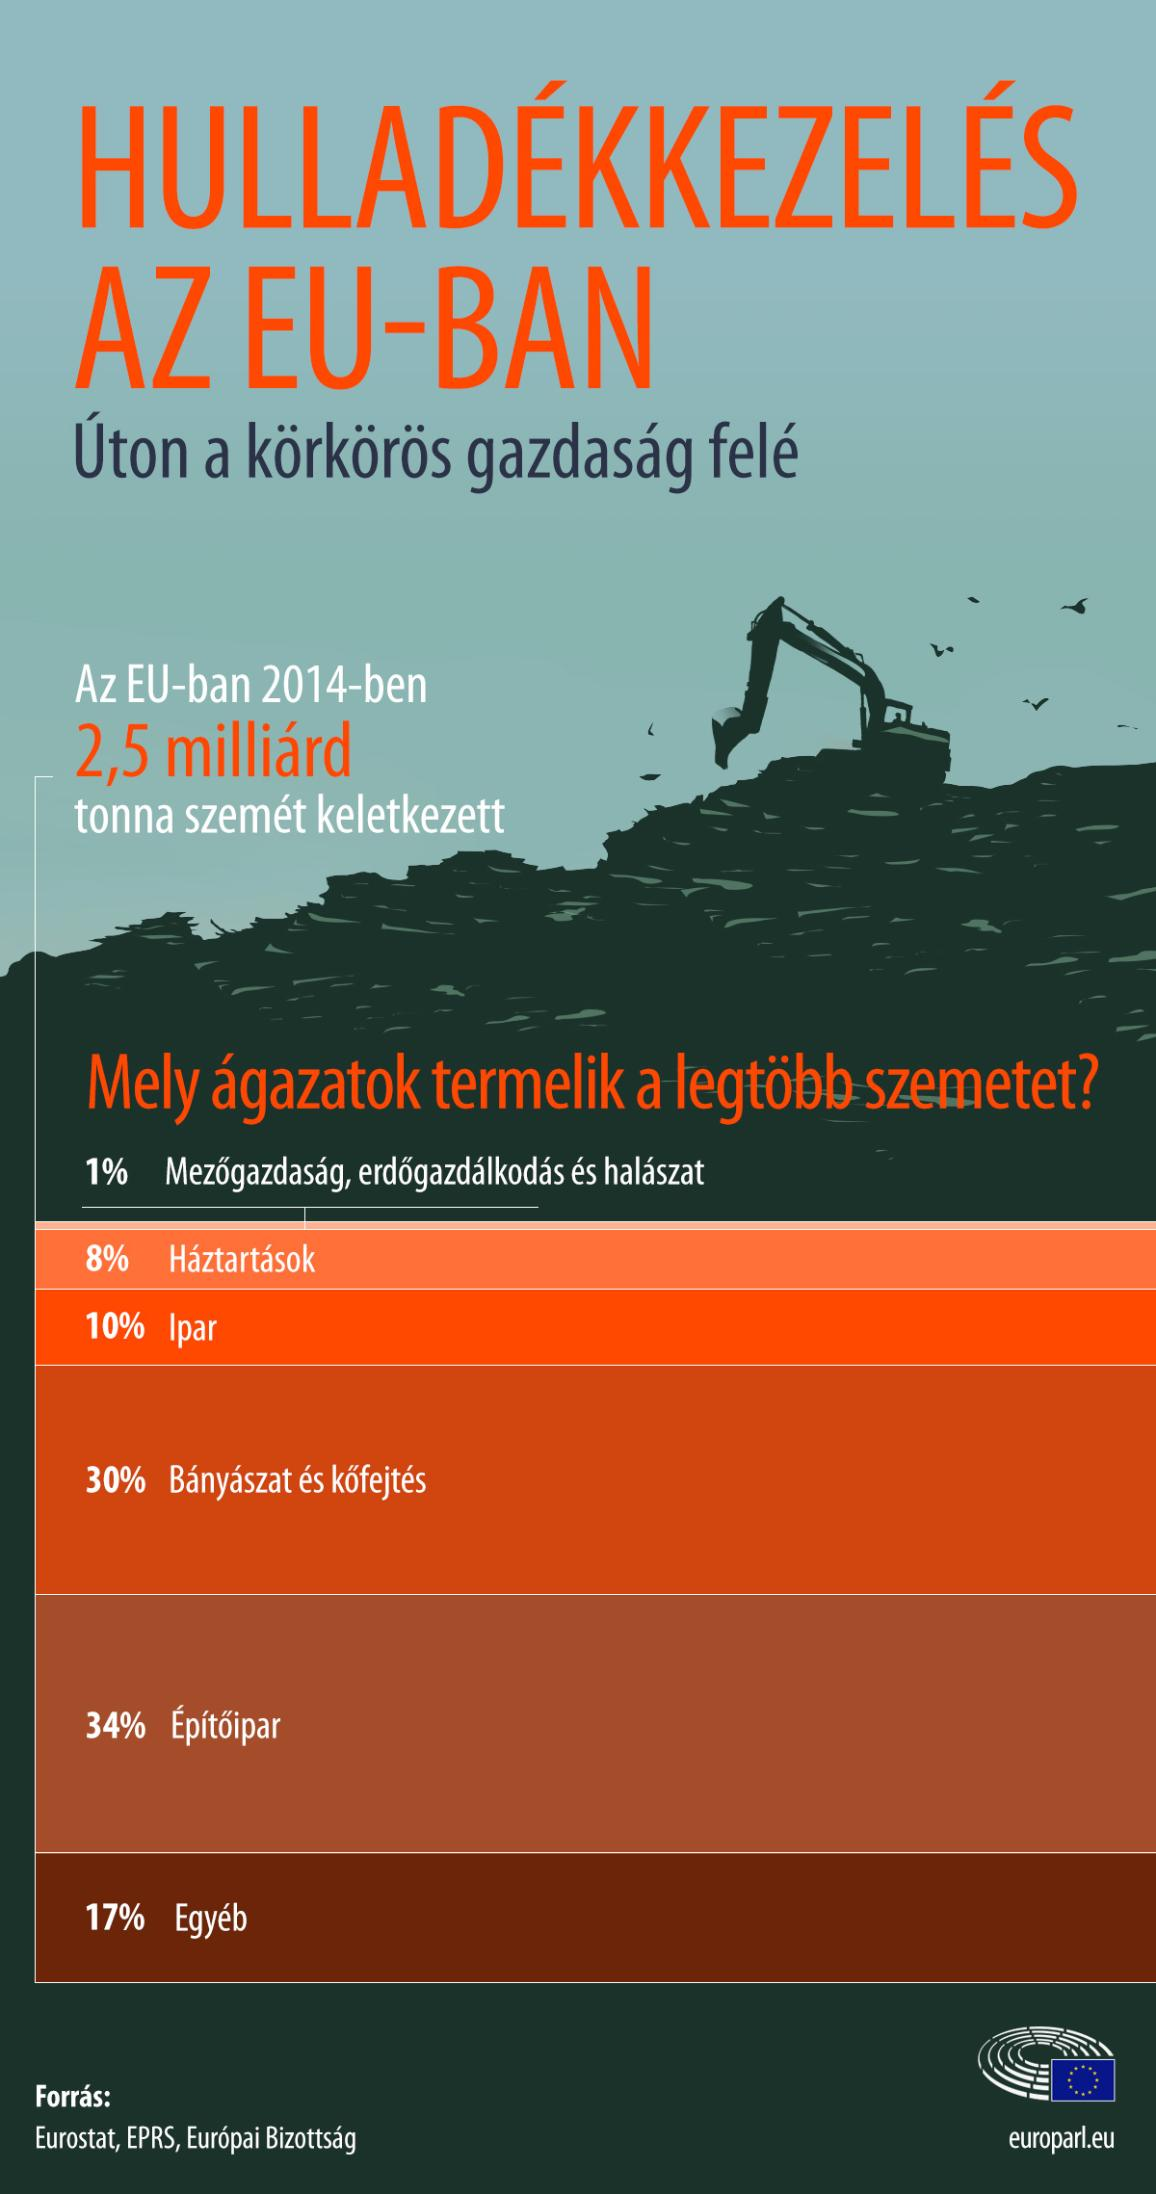 HULLADÉKKEZELÉS
AZ EU-BAN
Úton a körkörös gazdaság felé
Az EU-ban 2014-ben
2,5 milliárd
tonna szemét keletkezett
Mely ágazatok termelik a legtöbb szemetet?
1% Mezőgazdaság, erdőgazdálkodás és halászat
8% Háztartások
10% Ipar
30% Bányászat és kőfejtés
34% Építőipar
17% Egyéb
Forrás:
Eurostat, EPRS, Európai Bizottság
europarl.eu